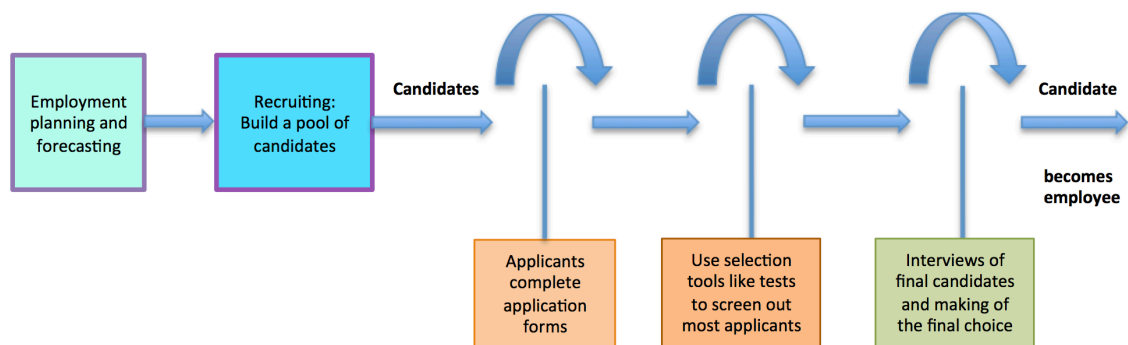 Employment
planning and
forecasting
Recruiting:
Build a pool of
candidates
Candidates
Applicants
complete
application
forms
Use selection
tools like tests
to screen out
most applicants
Interviews of
final candidates
and making of
the final choice
Candidate
becomes
employee